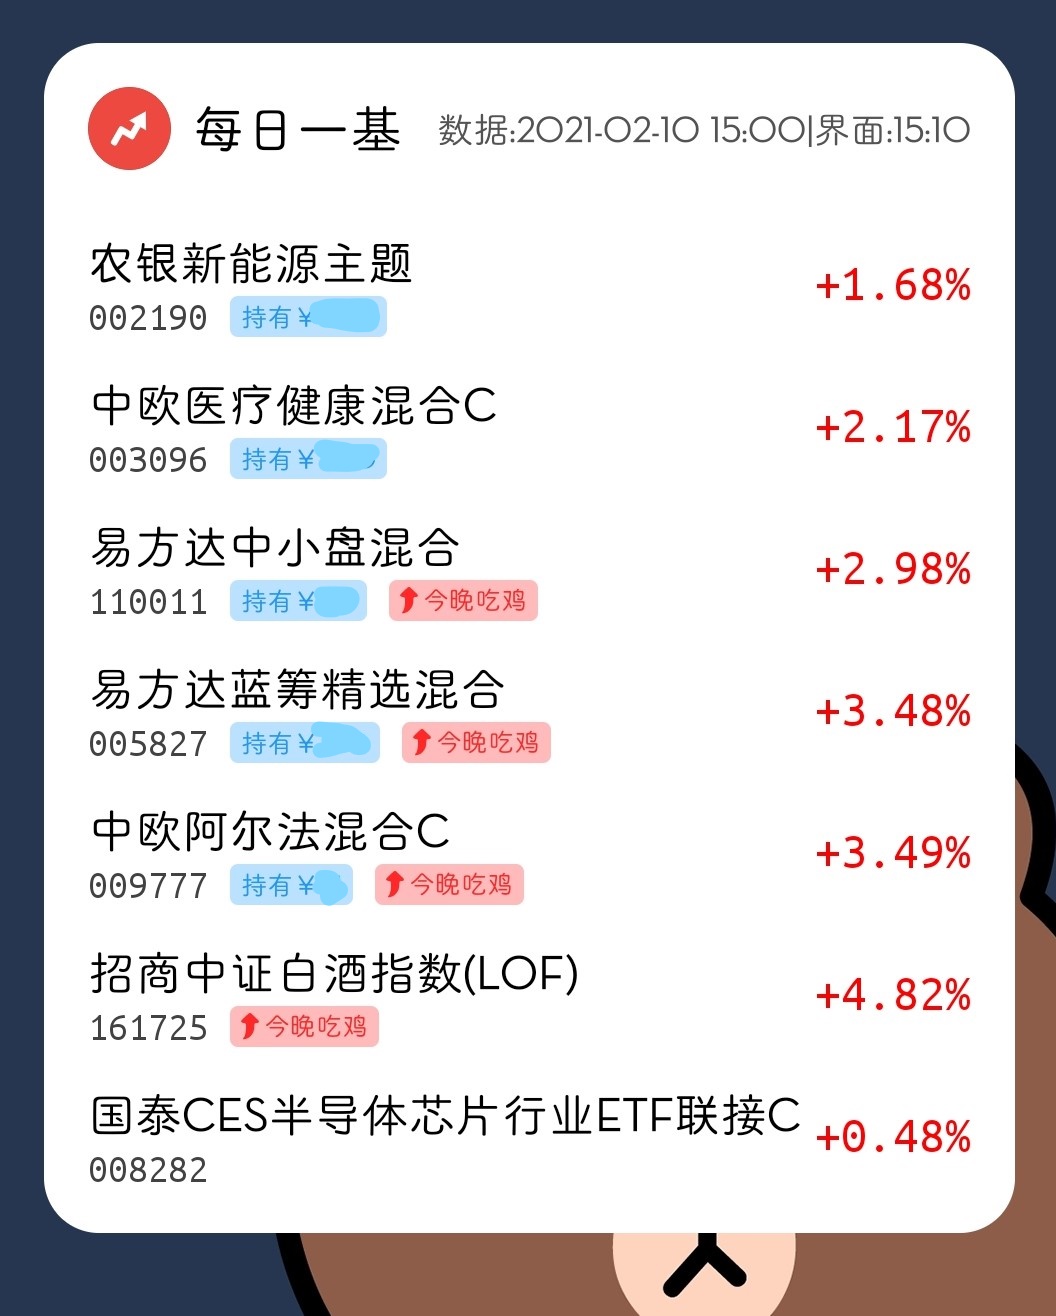 每日一基 数据:2021-02-10 15:00|界面:15:10
农银新能源主题
+1.68%
002190 持有¥
中欧医疗健康混合C
+2.17%
003096 持有¥
易方达中小盘混合
+2.98%
110011 持有¥ 今晚吃鸡
易方达蓝筹精选混合
+3.48%
005827 持有¥ 今晚吃鸡
中欧阿尔法混合C
+3.49%
009777 持有¥ 今晚吃鸡
招商中证白酒指数(LOF)
+4.82%
161725 今晚吃鸡
国泰CES半导体芯片行业ETF联接C
+0.48%
008282